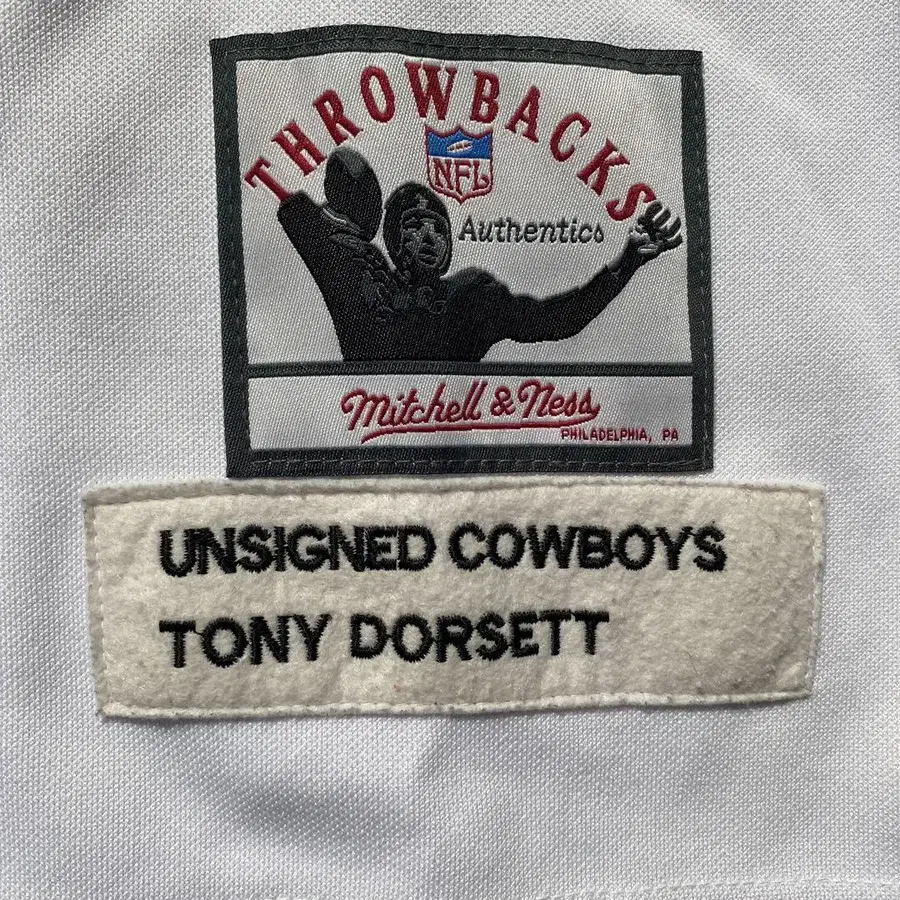 THROWBACKS
NFL
Authentics
Mitchell & Ness
PHILADELPHIA, PA
UNSIGNED COWBOYS
TONY DORSETT